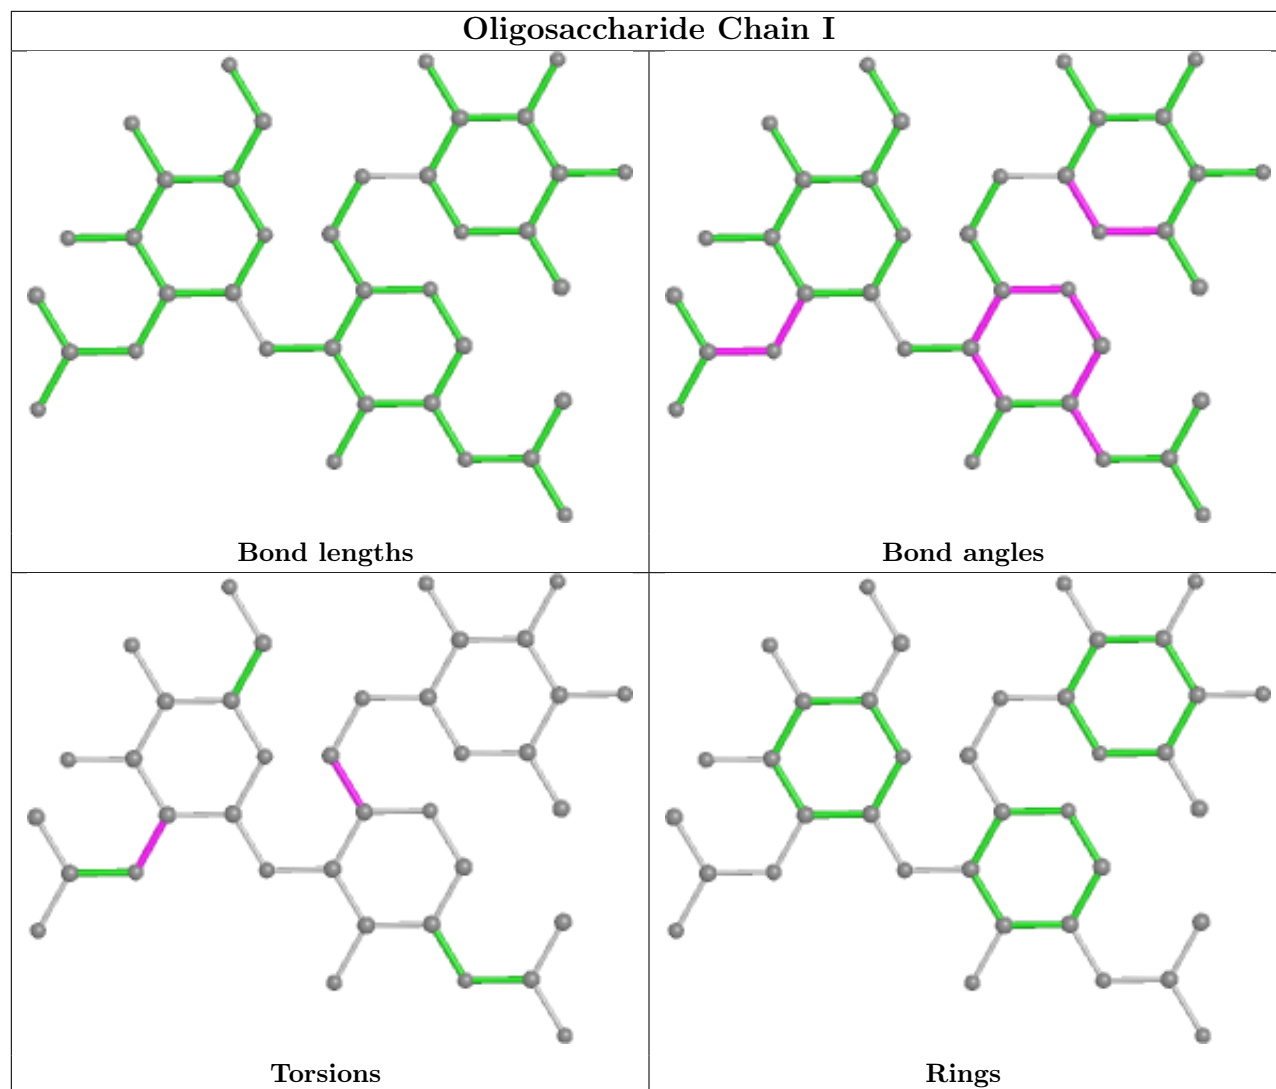 Oligosaccharide Chain I
Bond lengths
Bond angles
Torsions
Rings